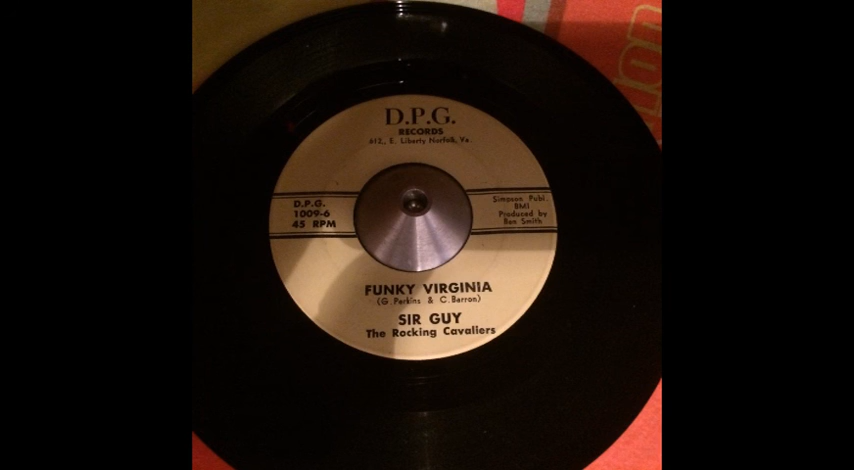 D.P.G.
RECORDS
612, E. Liberty Norfolk, Va.
D.P.G.
1009-6
45 RPM
Simpson Publ.
BMI
Produced by
Ben Smith
FUNKY VIRGINIA
(G. Perkins & C. Barron)
SIR GUY
The Rocking Cavaliers